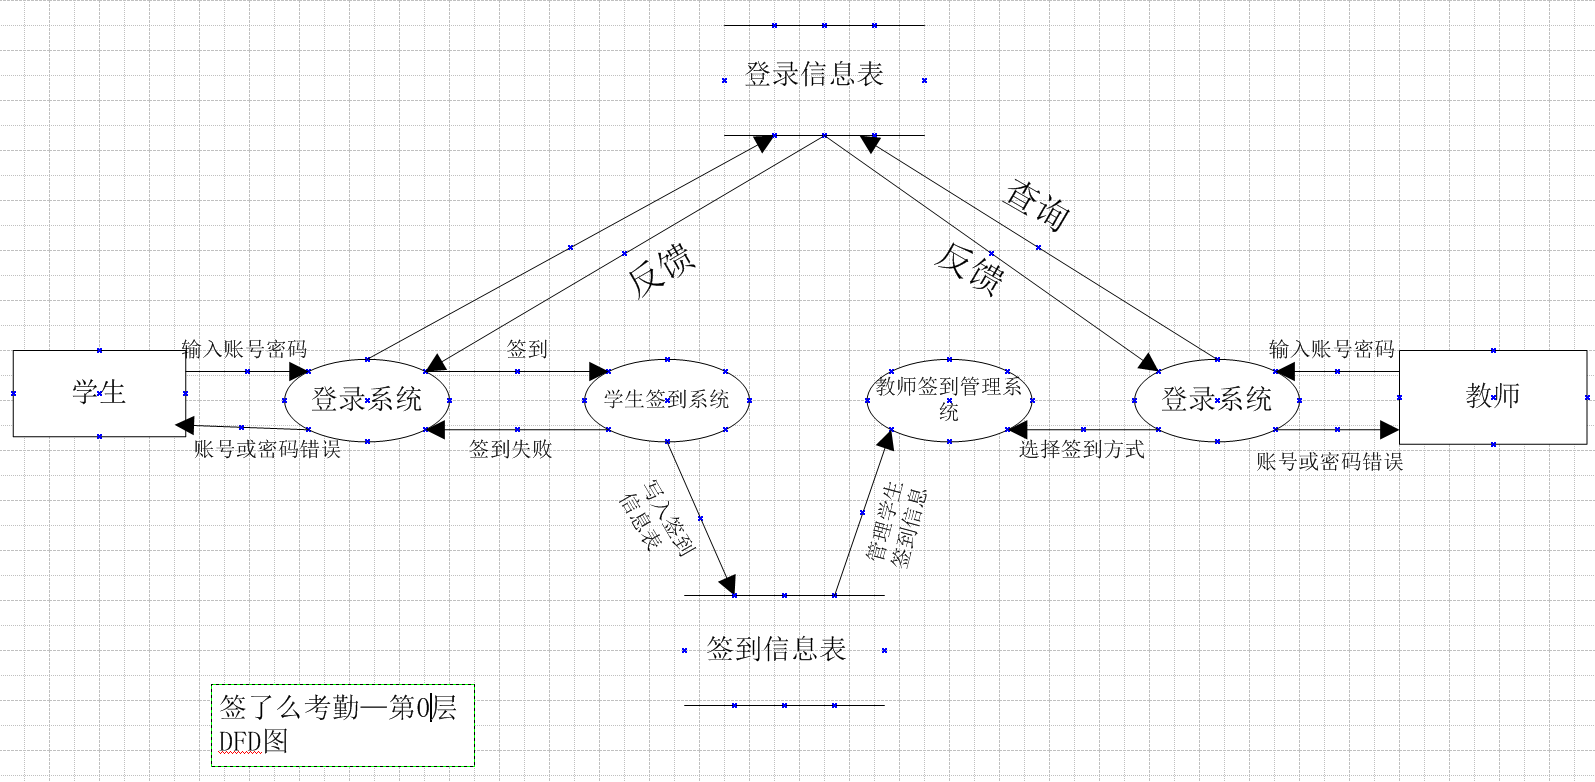 登录信息表
查询
反馈
反馈
输入账号密码
签到
输入账号密码
学生
登录系统
学生签到系统
教师签到管理系
统
登录系统
教师
账号或密码错误
签到失败
选择签到方式
账号或密码错误
写入签到
信息表
管理学生
签到信息
签到信息表
签了么考勤—第0层
DFD图